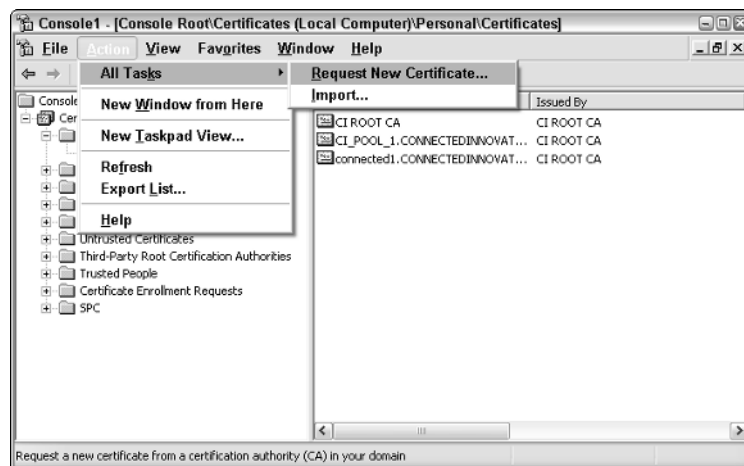 Console1 - [Console Root\Certificates (Local Computer)\Personal\Certificates]
File Action View Favorites Window Help
All Tasks
Request New Certificate...
Import...
New Window from Here
New Taskpad View...
Refresh
Export List...
Help
Console
Cer
Untrusted Certificates
Third-Party Root Certification Authorities
Trusted People
Certificate Enrollment Requests
SPC
Issued By
CI ROOT CA CI ROOT CA
CI_POOL_1.CONNECTEDINNOVAT... CI ROOT CA
connected1.CONNECTEDINNOVAT... CI ROOT CA
Request a new certificate from a certification authority (CA) in your domain